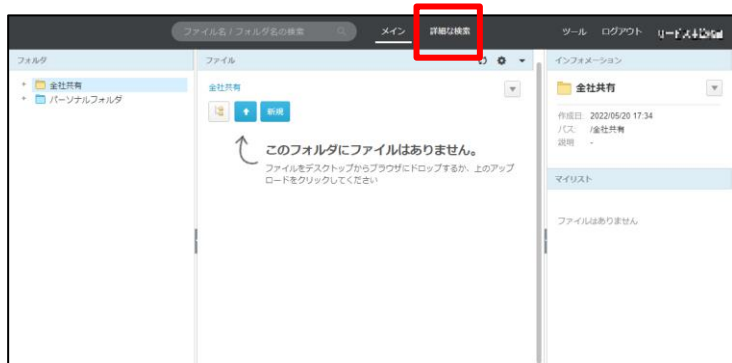 ファイル名 / フォルダ名の検索
メイン
詳細な検索
ツール
ログアウト
フォルダ
全社共有
パーソナルフォルダ
ファイル
全社共有
新規
このフォルダにファイルはありません。
ファイルをデスクトップからブラウザにドロップするか、上のアップ
ロードをクリックしてください
インフォメーション
全社共有
作成日: 2022/05/20 17:34
パス: /全社共有
説明 -
マイリスト
ファイルはありません